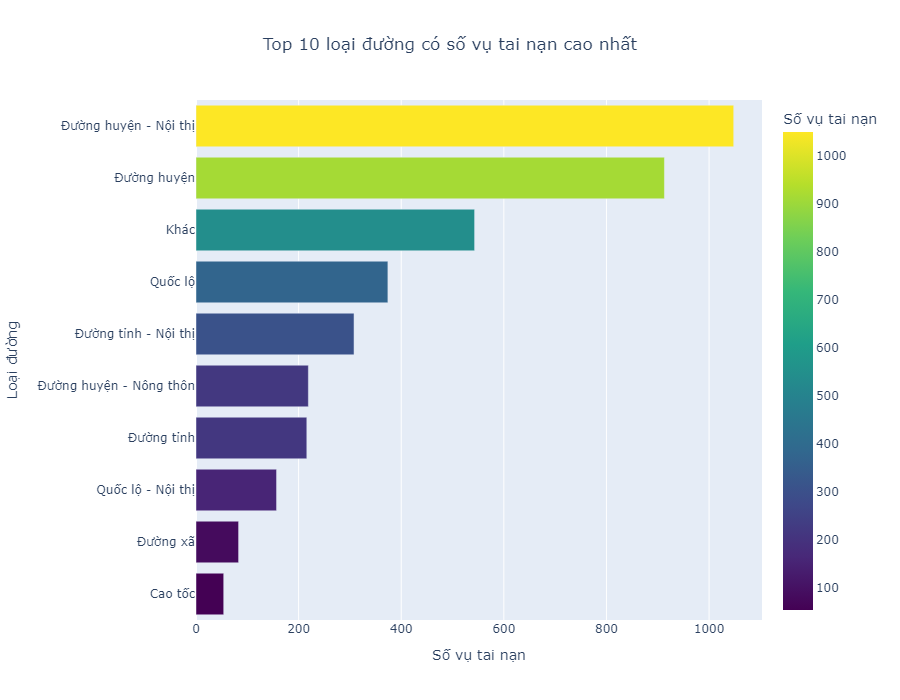 Top 10 loại đường có số vụ tai nạn cao nhất
Số vụ tai nạn
Đường huyện - Nội thị
Đường huyện
Khác
Quốc lộ
Đường tỉnh - Nội thị
Đường huyện - Nông thôn
Đường tỉnh
Quốc lộ - Nội thị
Đường xã
Cao tốc
Loại đường
0 200 400 600 800 1000
Số vụ tai nạn
1000
900
800
700
600
500
400
300
200
100